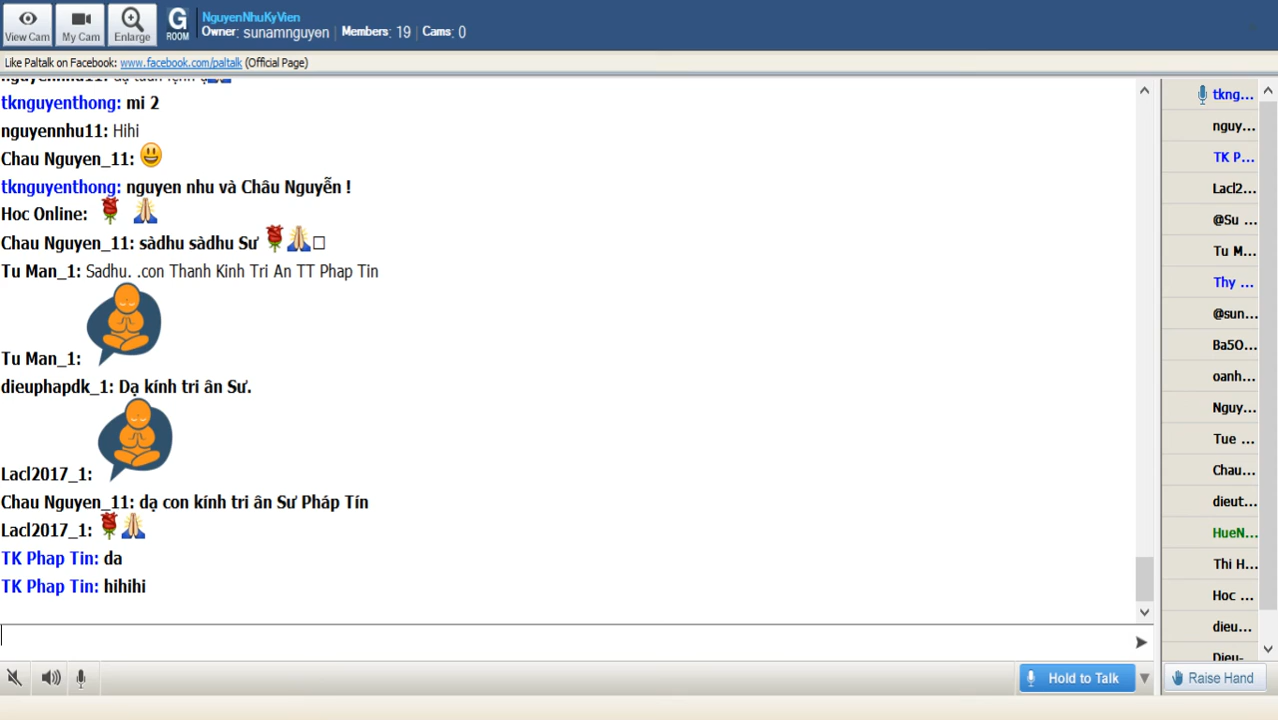 View Cam
My Cam
Enlarge
G
ROOM
NguyenNhuKyVien
Owner: sunamnguyen | Members: 19 | Cams: 0
Like Paltalk on Facebook: www.facebook.com/paltalk (Official Page)
tknguyenthong: mi 2
nguyennhu11: Hihi
Chau Nguyen_11: 😃
tknguyenthong: nguyen nhu và Châu Nguyễn !
Hoc Online: 🌹 🙏
Chau Nguyen_11: sàdhu sàdhu Sư 🌹🙏□
Tu Man_1: Sadhu. .con Thanh Kinh Tri An TT Phap Tin
Tu Man_1:
dieuphapdk_1: Dạ kính tri ân Sư.
Lacl2017_1:
Chau Nguyen_11: dạ con kính tri ân Sư Pháp Tín
Lacl2017_1: 🌹🙏
TK Phap Tin: da
TK Phap Tin: hihihi
Hold to Talk
tkng...
nguy...
TK P...
Lacl2...
@Su ...
Tu M...
Thy ...
@sun...
Ba5O...
oanh...
Nguy...
Tue ...
Chau...
dieut...
HueN...
Thi H...
Hoc ...
dieu...
Dieu-
Raise Hand